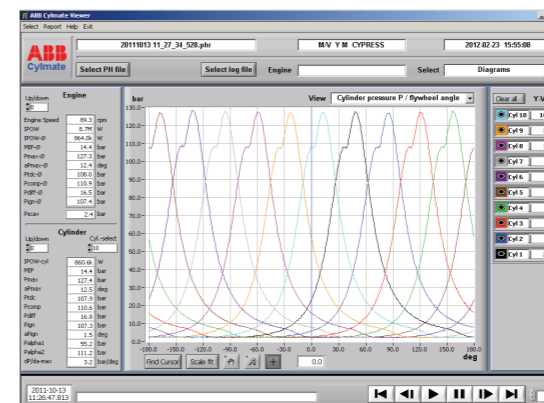 ABB Cylmate Viewer
Select Report Help Exit
ABB
Cylmate
20111013 11_27_34_528.phr
M/V Y M CYPRESS
2012-02-23 15:55:08
Select PH file
Select log file
Engine
Select
Diagrams
Up/down
Engine
0
Engine Speed 89.3 rpm
IPOW 8.7M W
IPOW-Ø 864.0k W
MIP-Ø 14.4 bar
Pmax-Ø 127.3 bar
aPmax-Ø 12.4 deg
Ptdc-Ø 108.0 bar
Pcomp-Ø 110.9 bar
Pdiff-Ø 16.5 bar
Pign-Ø 107.4 bar
Pscav 2.4 bar
Cylinder
Up/down
Cyl.-select
0
10
IPOW-cyl 860.6k W
MIP 14.4 bar
Pmax 127.4 bar
aPmax 12.5 deg
Ptdc 107.9 bar
Pcomp 110.6 bar
Pdiff 16.8 bar
Pign 107.3 bar
aPign 1.5 deg
Palpha1 55.2 bar
Palpha2 111.2 bar
dP/da-max 3.2 bar/deg
bar
View
Cylinder pressure P / flywheel angle
130.0-
120.0-
110.0-
100.0-
90.0-
80.0-
70.0-
60.0-
50.0-
40.0-
30.0-
20.0-
10.0-
0.0-
-180.0 -150.0 -120.0 -90.0 -60.0 -30.0 0.0 30.0 60.0 90.0 120.0 150.0 180.0
deg
Find Cursor
Scale fit
0.0
Clear all
Y-V
Cyl 10
Cyl 9
Cyl 8
Cyl 7
Cyl 6
Cyl 5
Cyl 4
Cyl 3
Cyl 2
Cyl 1
2011-10-13
11:26:47.813